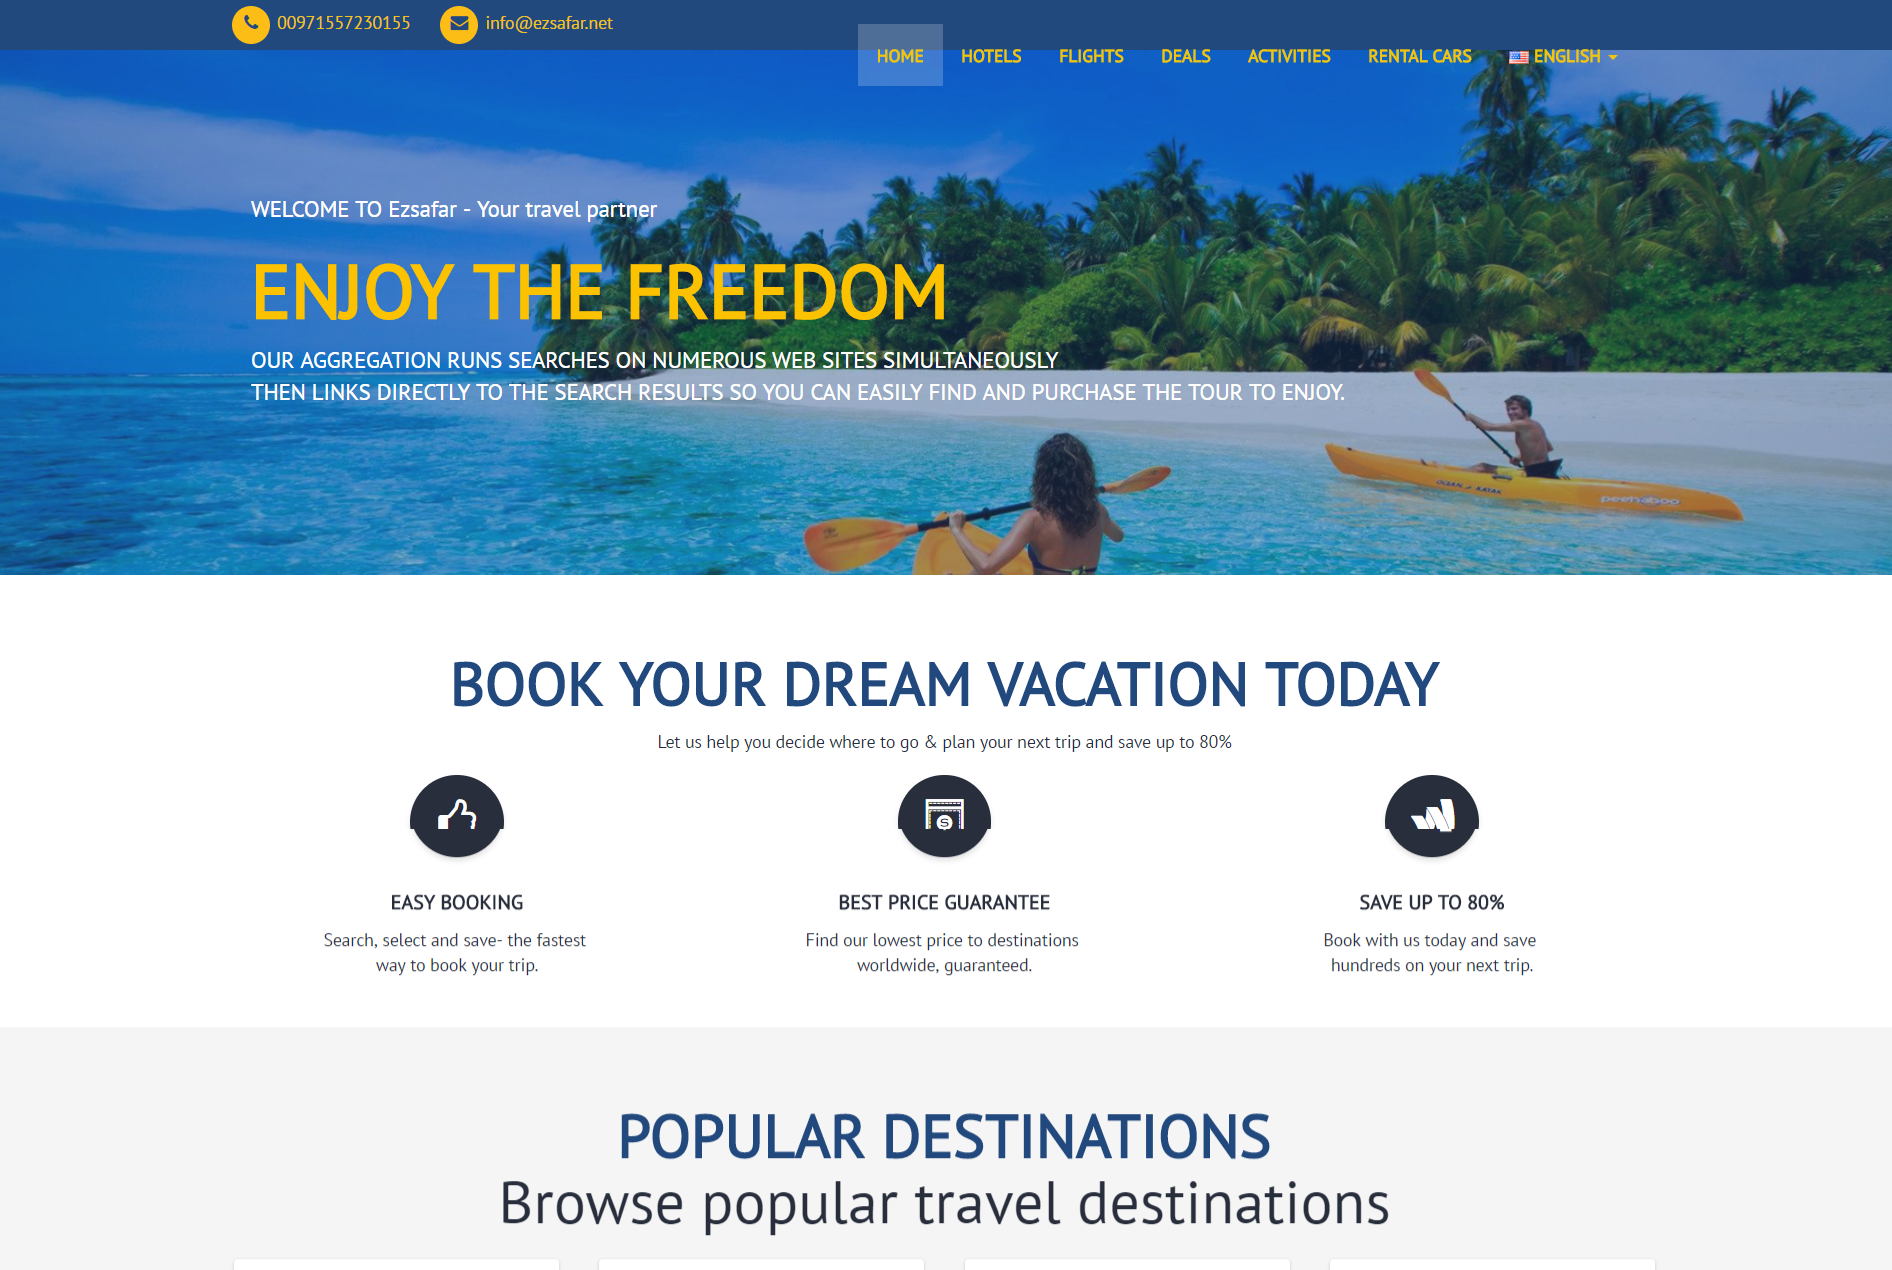 00971557230155
info@ezsafar.net
HOME
HOTELS
FLIGHTS
DEALS
ACTIVITIES
RENTAL CARS
ENGLISH
WELCOME TO Ezsafar - Your travel partner
ENJOY THE FREEDOM
OUR AGGREGATION RUNS SEARCHES ON NUMEROUS WEB SITES SIMULTANEOUSLY
THEN LINKS DIRECTLY TO THE SEARCH RESULTS SO YOU CAN EASILY FIND AND PURCHASE THE TOUR TO ENJOY.
OCEAN KAYAK
peekaboo
BOOK YOUR DREAM VACATION TODAY
Let us help you decide where to go & plan your next trip and save up to 80%
EASY BOOKING
Search, select and save- the fastest
way to book your trip.
BEST PRICE GUARANTEE
Find our lowest price to destinations
worldwide, guaranteed.
SAVE UP TO 80%
Book with us today and save
hundreds on your next trip.
POPULAR DESTINATIONS
Browse popular travel destinations